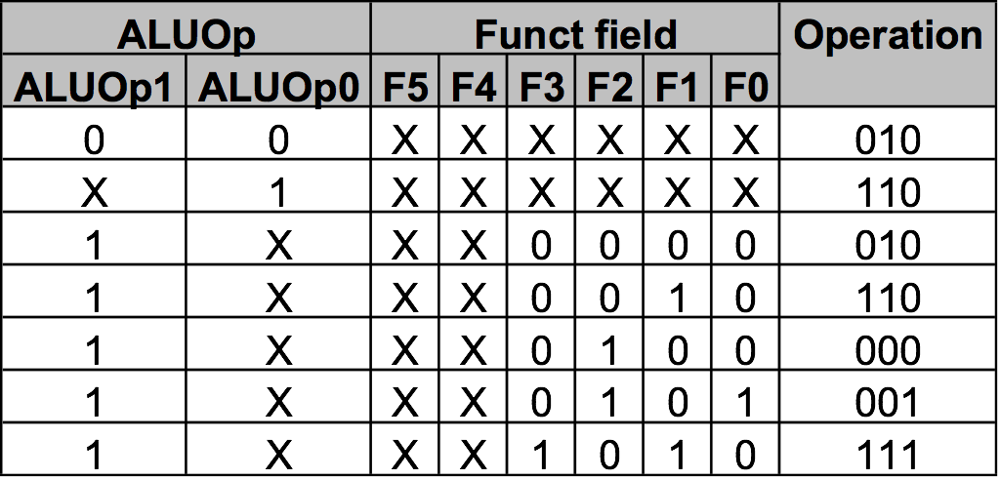 ALUOp Funct field Operation
ALUOp1 ALUOp0 F5 F4 F3 F2 F1 F0
0 0 X X X X X X 010
X 1 X X X X X X 110
1 X X X 0 0 0 0 010
1 X X X 0 0 1 0 110
1 X X X 0 1 0 0 000
1 X X X 0 1 0 1 001
1 X X X 1 0 1 0 111